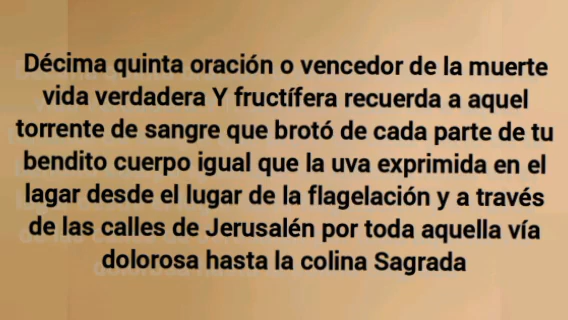 Décima quinta oración o vencedor de la muerte
vida verdadera Y fructífera recuerda a aquel
torrente de sangre que brotó de cada parte de tu
bendito cuerpo igual que la uva exprimida en el
lagar desde el lugar de la flagelación y a través
de las calles de Jerusalén por toda aquella vía
dolorosa hasta la colina Sagrada